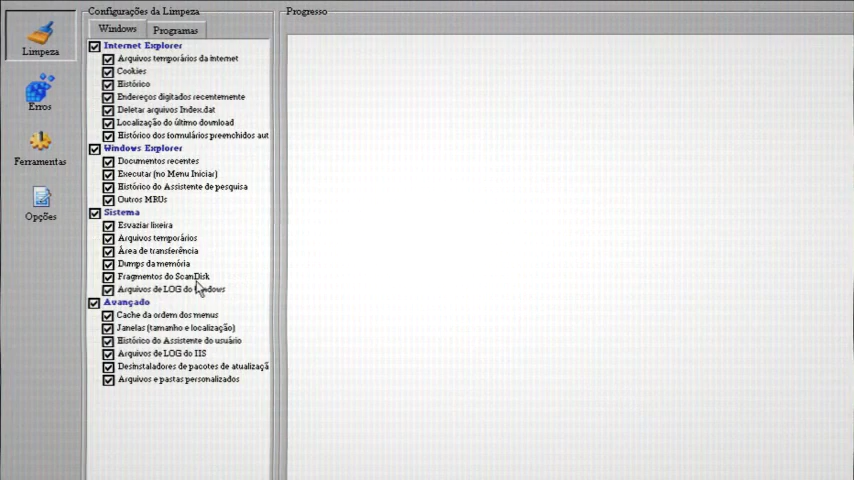 Limpeza
Erros
Ferramentas
Opções
Configurações da Limpeza
Windows
Programas
Internet Explorer
Arquivos temporários da internet
Cookies
Histórico
Endereços digitados recentemente
Deletar arquivos Index.dat
Localização do último download
Histórico dos formulários preenchidos aut
Windows Explorer
Documentos recentes
Executar (no Menu Iniciar)
Histórico do Assistente de pesquisa
Outros MRUs
Sistema
Esvaziar lixeira
Arquivos temporários
Área de transferência
Dumps da memória
Fragmentos do ScanDisk
Arquivos de LOG do Windows
Avançado
Cache da ordem dos menus
Janelas (tamanho e localização)
Histórico do Assistente do usuário
Arquivos de LOG do IIS
Desinstaladores de pacotes de atualizaçã
Arquivos e pastas personalizados
Progresso